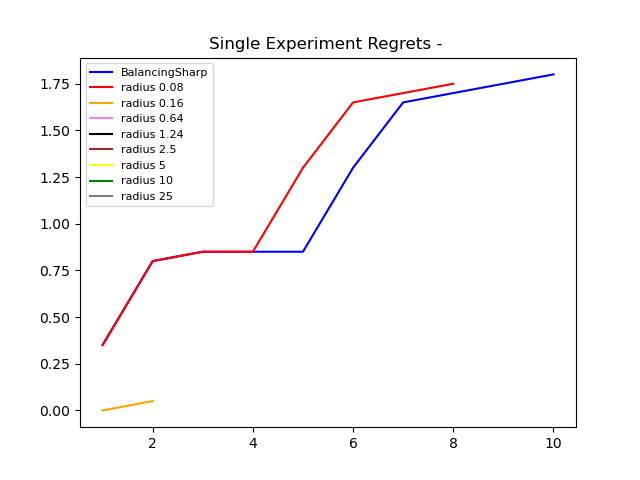 Single Experiment Regrets -
BalancingSharp
radius 0.08
radius 0.16
radius 0.64
radius 1.24
radius 2.5
radius 5
radius 10
radius 25
1.75
1.50
1.25
1.00
0.75
0.50
0.25
0.00
2 4 6 8 10